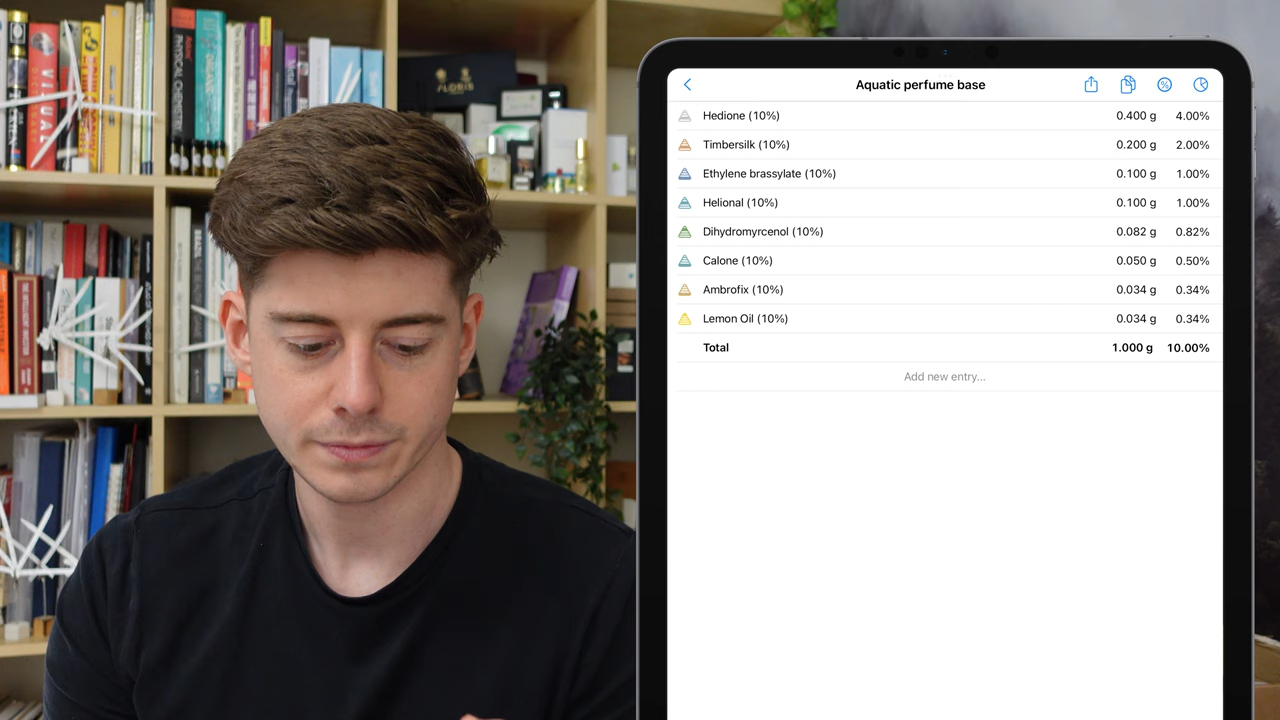 VISUAL
PHYSICAL CHEMISTRY
FLORIS
Aquatic perfume base
Hedione (10%) 0.400 g 4.00%
Timbersilk (10%) 0.200 g 2.00%
Ethylene brassylate (10%) 0.100 g 1.00%
Helional (10%) 0.100 g 1.00%
Dihydromyrcenol (10%) 0.082 g 0.82%
Calone (10%) 0.050 g 0.50%
Ambrofix (10%) 0.034 g 0.34%
Lemon Oil (10%) 0.034 g 0.34%
Total 1.000 g 10.00%
Add new entry...